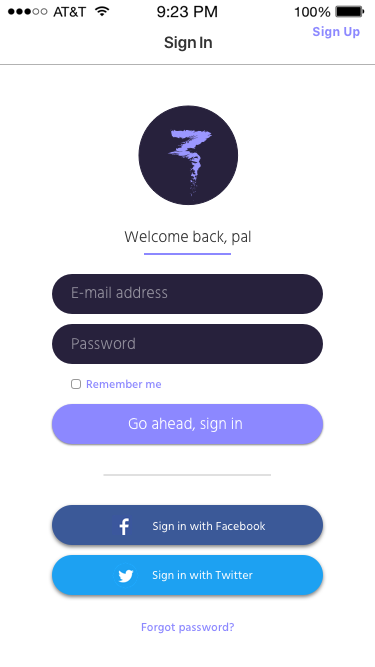 AT&T 9:23 PM 100%
Sign Up
Sign In
Welcome back, pal
E-mail address
Password
Remember me
Go ahead, sign in
Sign in with Facebook
Sign in with Twitter
Forgot password?